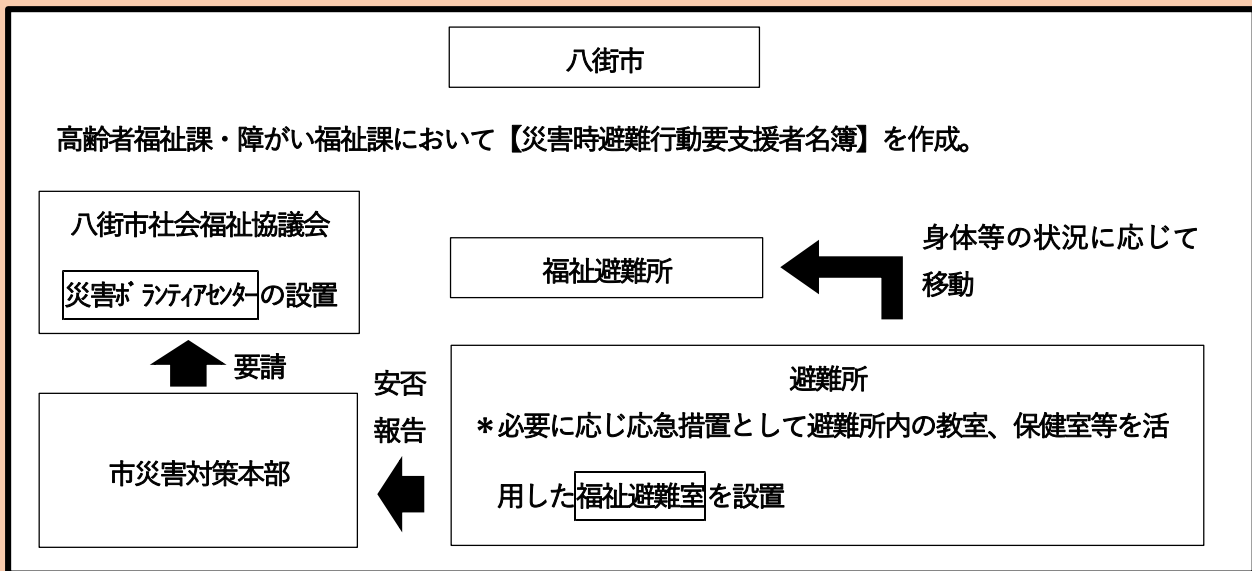 八街市
高齢者福祉課・障がい福祉課において【災害時避難行動要支援者名簿】を作成。
八街市社会福祉協議会
災害ボランティアセンターの設置
福祉避難所
身体等の状況に応じて
移動
要請
安否
報告
市災害対策本部
避難所
*必要に応じ応急措置として避難所内の教室、保健室等を活
用した福祉避難室を設置